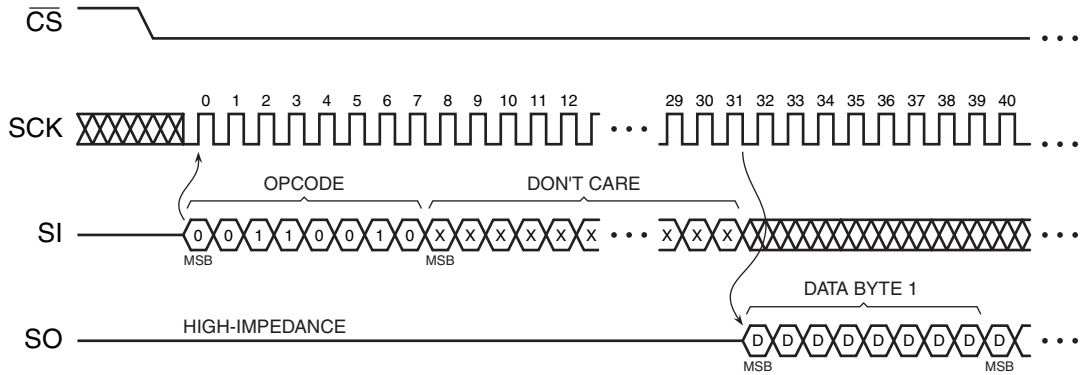 CS
0 1 2 3 4 5 6 7 8 9 10 11 12 29 30 31 32 33 34 35 36 37 38 39 40
SCK
OPCODE DON'T CARE
SI 0 0 1 1 0 0 1 0 X X X X X X X X X
MSB MSB
DATA BYTE 1
HIGH-IMPEDANCE
SO D D D D D D D D D
MSB MSB